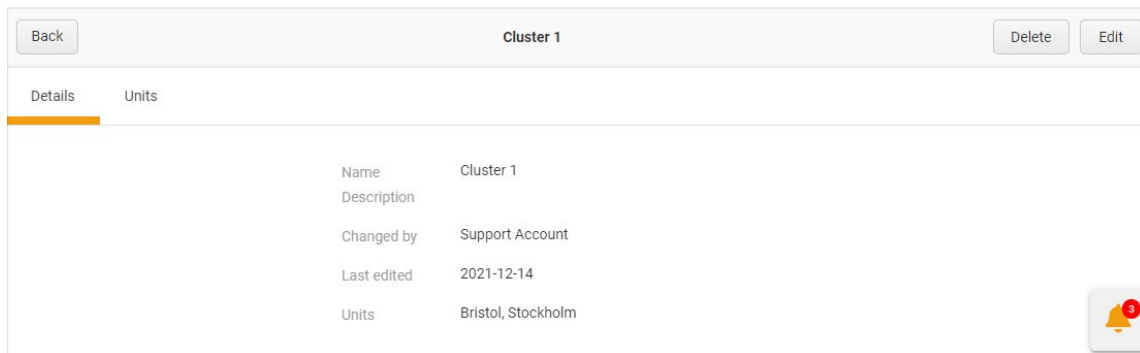 Back Cluster 1 Delete Edit
Details Units
Name Cluster 1
Description
Changed by Support Account
Last edited 2021-12-14
Units Bristol, Stockholm
3